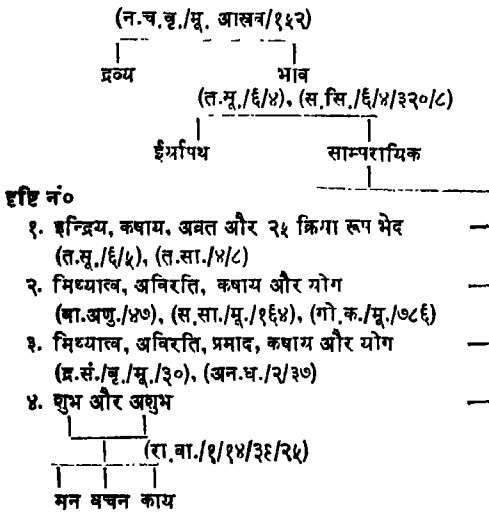 (न.च.वृ./मू. आस्रव/१५२)
द्रव्य भाव
(त.मू./६/४), (स.सि./६/४/३२०/८)
ईर्यापथ साम्परायिक
दृष्टि नं०
१. इन्द्रिय, कषाय, अव्रत और २५ क्रिया रूप भेद
(त.सू./६/५), (त.सा./४/८)
२. मिथ्यात्व, अविरति, कषाय और योग
(बा.अणु./४७), (स.सा./मू./१६४), (गो.क./मू./७८६)
३. मिथ्यात्व, अविरति, प्रमाद, कषाय और योग
(द्र.सं./वृ./मू./३०), (अन.ध./२/३७)
४. शुभ और अशुभ
(रा.वा./१/१४/३९/२५)
मन वचन काय